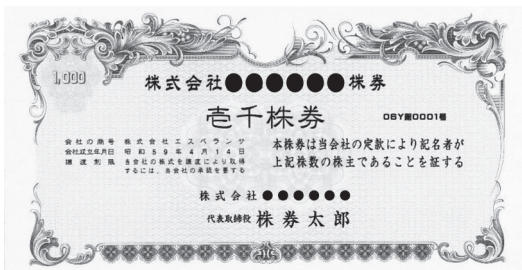 1,000
株式会社●●●●●●株券
壱千株券
06Y第0001号
会社の商号 株式会社エスペランサ
会社成立年月日 昭和59年4月14日
譲渡制限 当会社の株式を譲渡により取得
するには、当会社の承認を要する
本株券は当会社の定款により記名者が
上記株数の株主であることを証する
株式会社●●●●●●
代表取締役 株券太郎